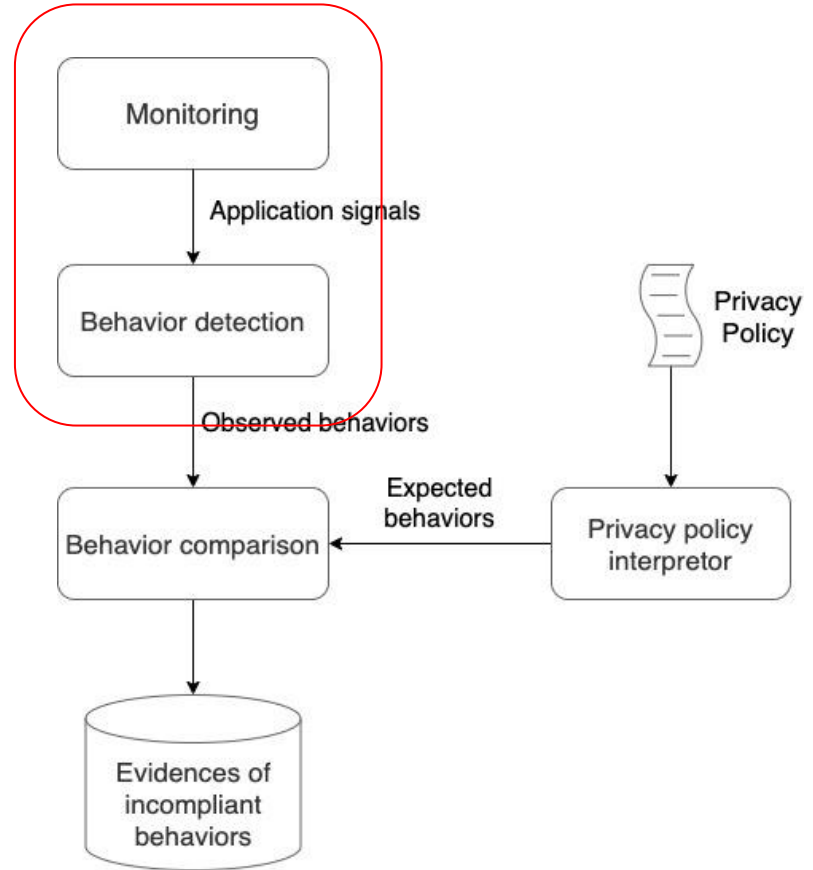 Monitoring
Application signals
Behavior detection
Privacy
Policy
Observed behaviors
Expected
behaviors
Behavior comparison
Privacy policy
interpretor
Evidences of
incompliant
behaviors